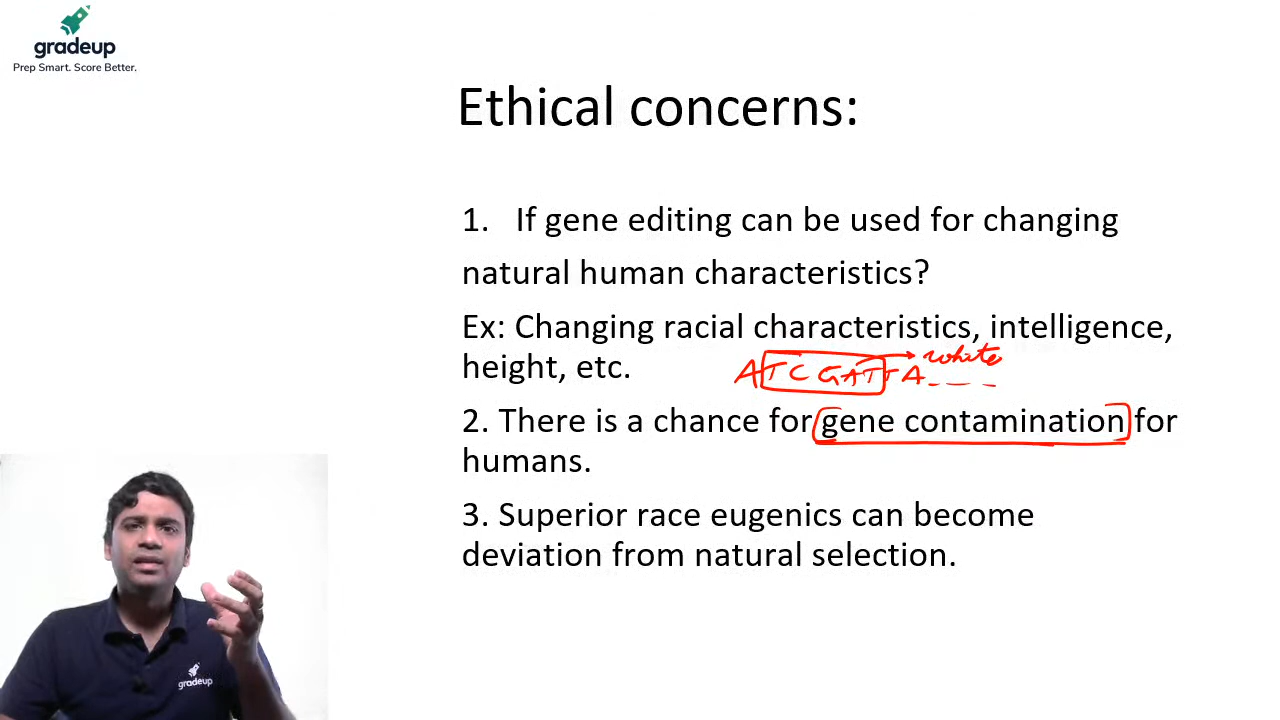 gradeup
Prep Smart. Score Better.
Ethical concerns:
1. If gene editing can be used for changing
natural human characteristics?
Ex: Changing racial characteristics, intelligence,
white
height, etc.
ATCGATTA_ _ _
2. There is a chance for gene contamination for
humans.
3. Superior race eugenics can become
deviation from natural selection.
gradeup